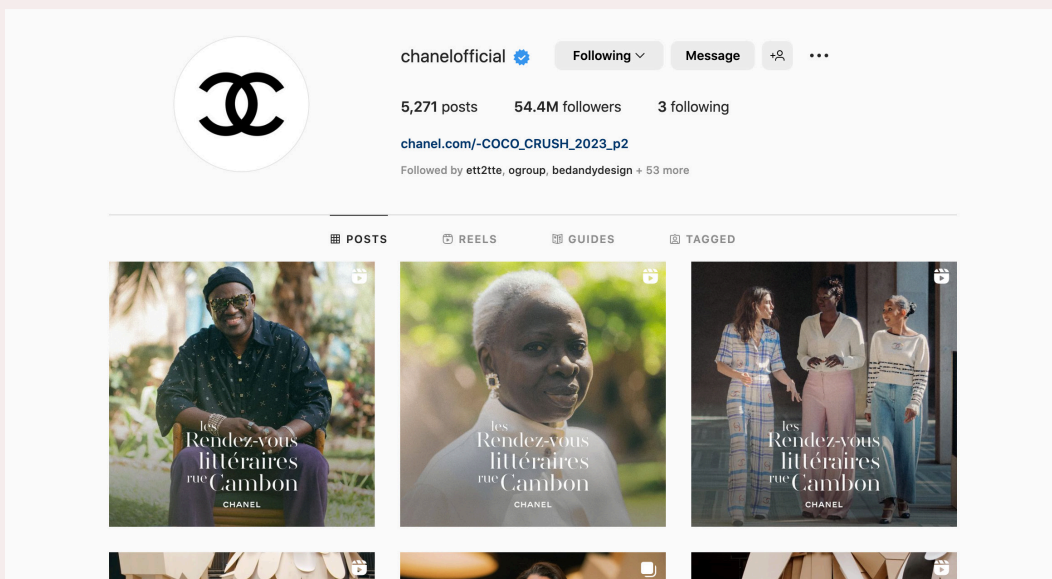 chanelofficial
Following
Message
5,271 posts
54.4M followers
3 following
chanel.com/-COCO_CRUSH_2023_p2
Followed by ett2tte, ogroup, bedandydesign + 53 more
POSTS
REELS
GUIDES
TAGGED
les
Rendez-vous
littéraires
rue Cambon
CHANEL
les
Rendez-vous
littéraires
rue Cambon
CHANEL
les
Rendez-vous
littéraires
rue Cambon
CHANEL